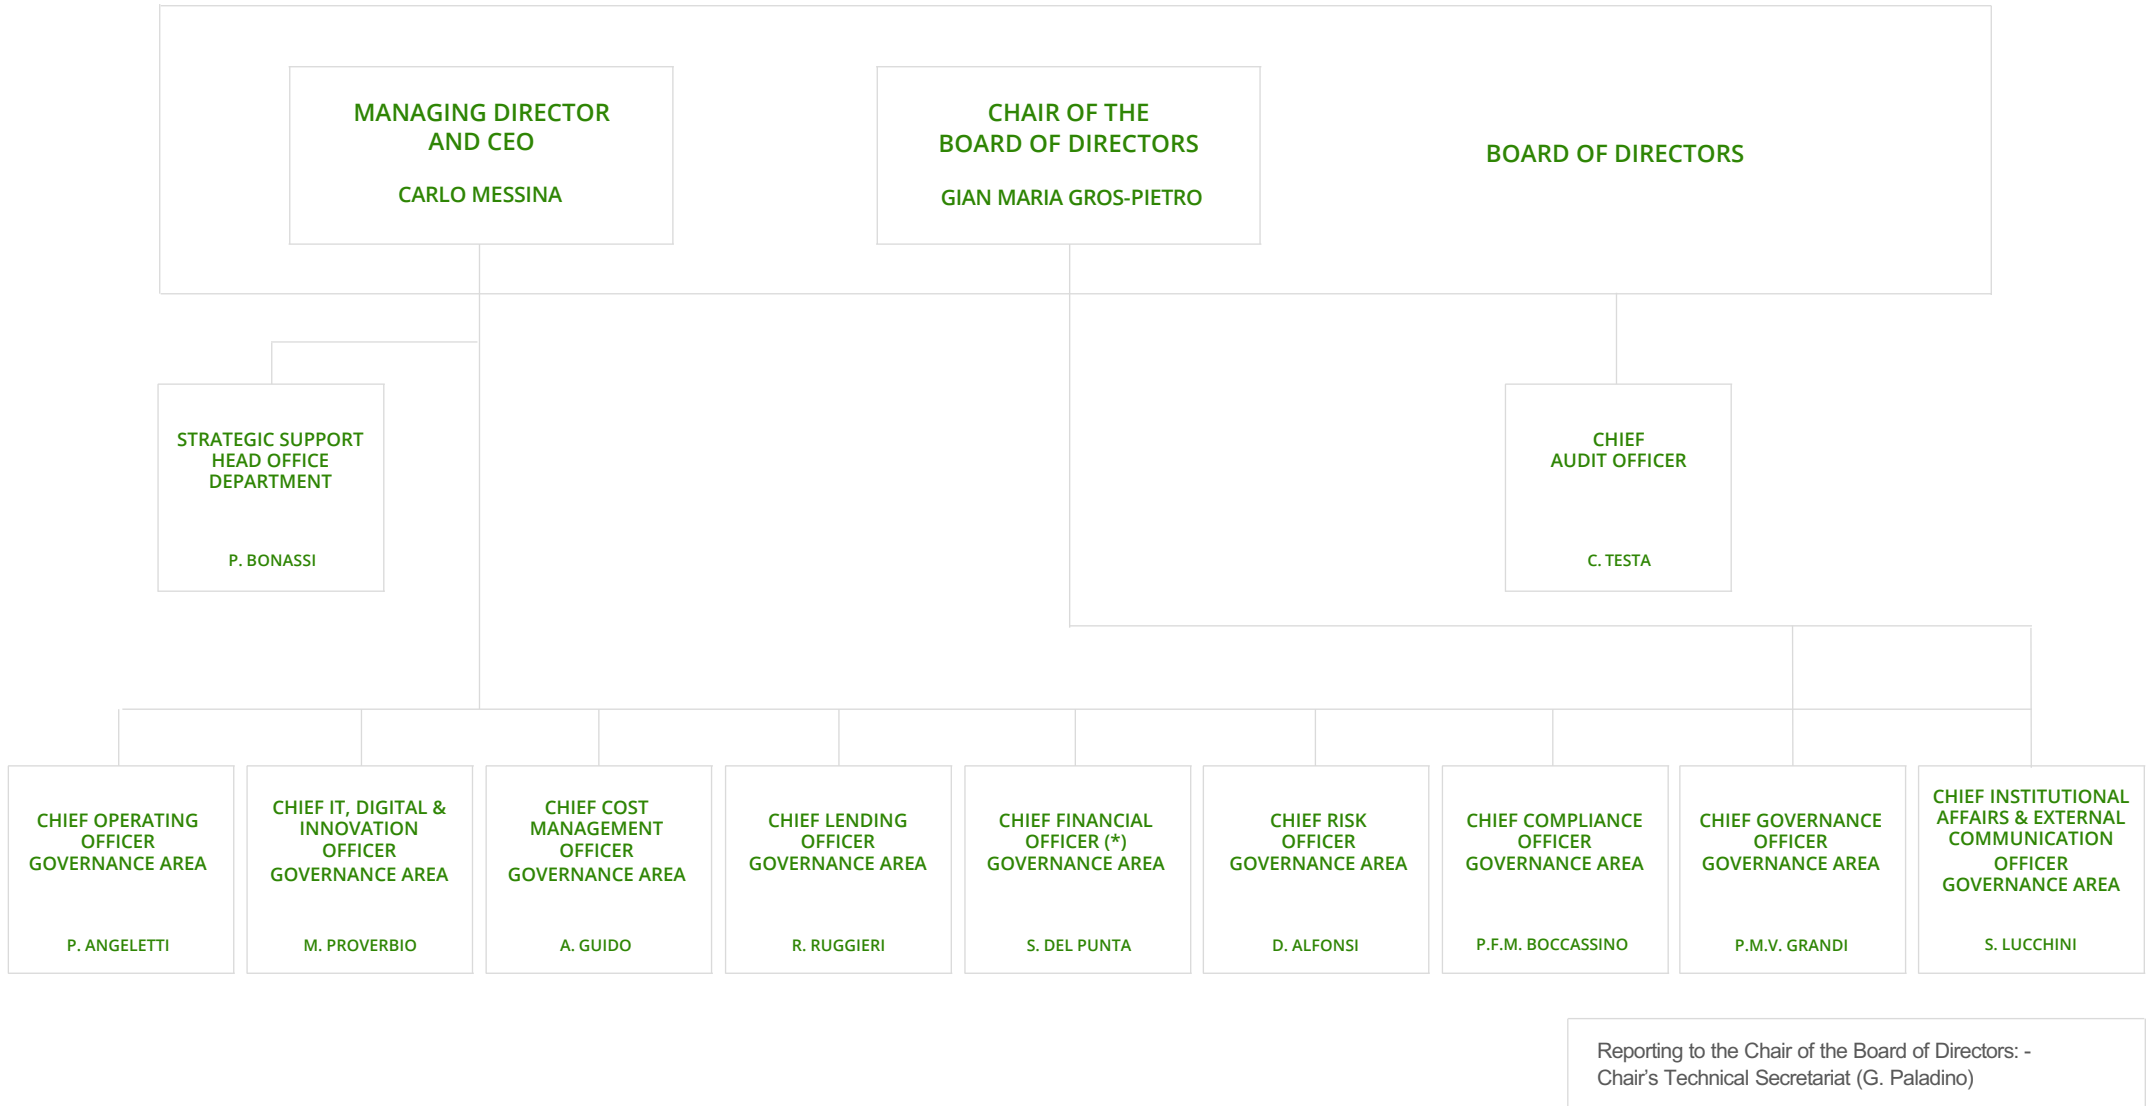 MANAGING DIRECTOR
AND CEO
CARLO MESSINA
CHAIR OF THE
BOARD OF DIRECTORS
GIAN MARIA GROS-PIETRO
BOARD OF DIRECTORS
STRATEGIC SUPPORT
HEAD OFFICE
DEPARTMENT
P. BONASSI
CHIEF
AUDIT OFFICER
C. TESTA
CHIEF OPERATING
OFFICER
GOVERNANCE AREA
P. ANGELETTI
CHIEF IT, DIGITAL &
INNOVATION
OFFICER
GOVERNANCE AREA
M. PROVERBIO
CHIEF COST
MANAGEMENT
OFFICER
GOVERNANCE AREA
A. GUIDO
CHIEF LENDING
OFFICER
GOVERNANCE AREA
R. RUGGIERI
CHIEF FINANCIAL
OFFICER (*)
GOVERNANCE AREA
S. DEL PUNTA
CHIEF RISK
OFFICER
GOVERNANCE AREA
D. ALFONSI
CHIEF COMPLIANCE
OFFICER
GOVERNANCE AREA
P.F.M. BOCCASSINO
CHIEF GOVERNANCE
OFFICER
GOVERNANCE AREA
P.M.V. GRANDI
CHIEF INSTITUTIONAL
AFFAIRS & EXTERNAL
COMMUNICATION
OFFICER
GOVERNANCE AREA
S. LUCCHINI
Reporting to the Chair of the Board of Directors: -
Chair's Technical Secretariat (G. Paladino)